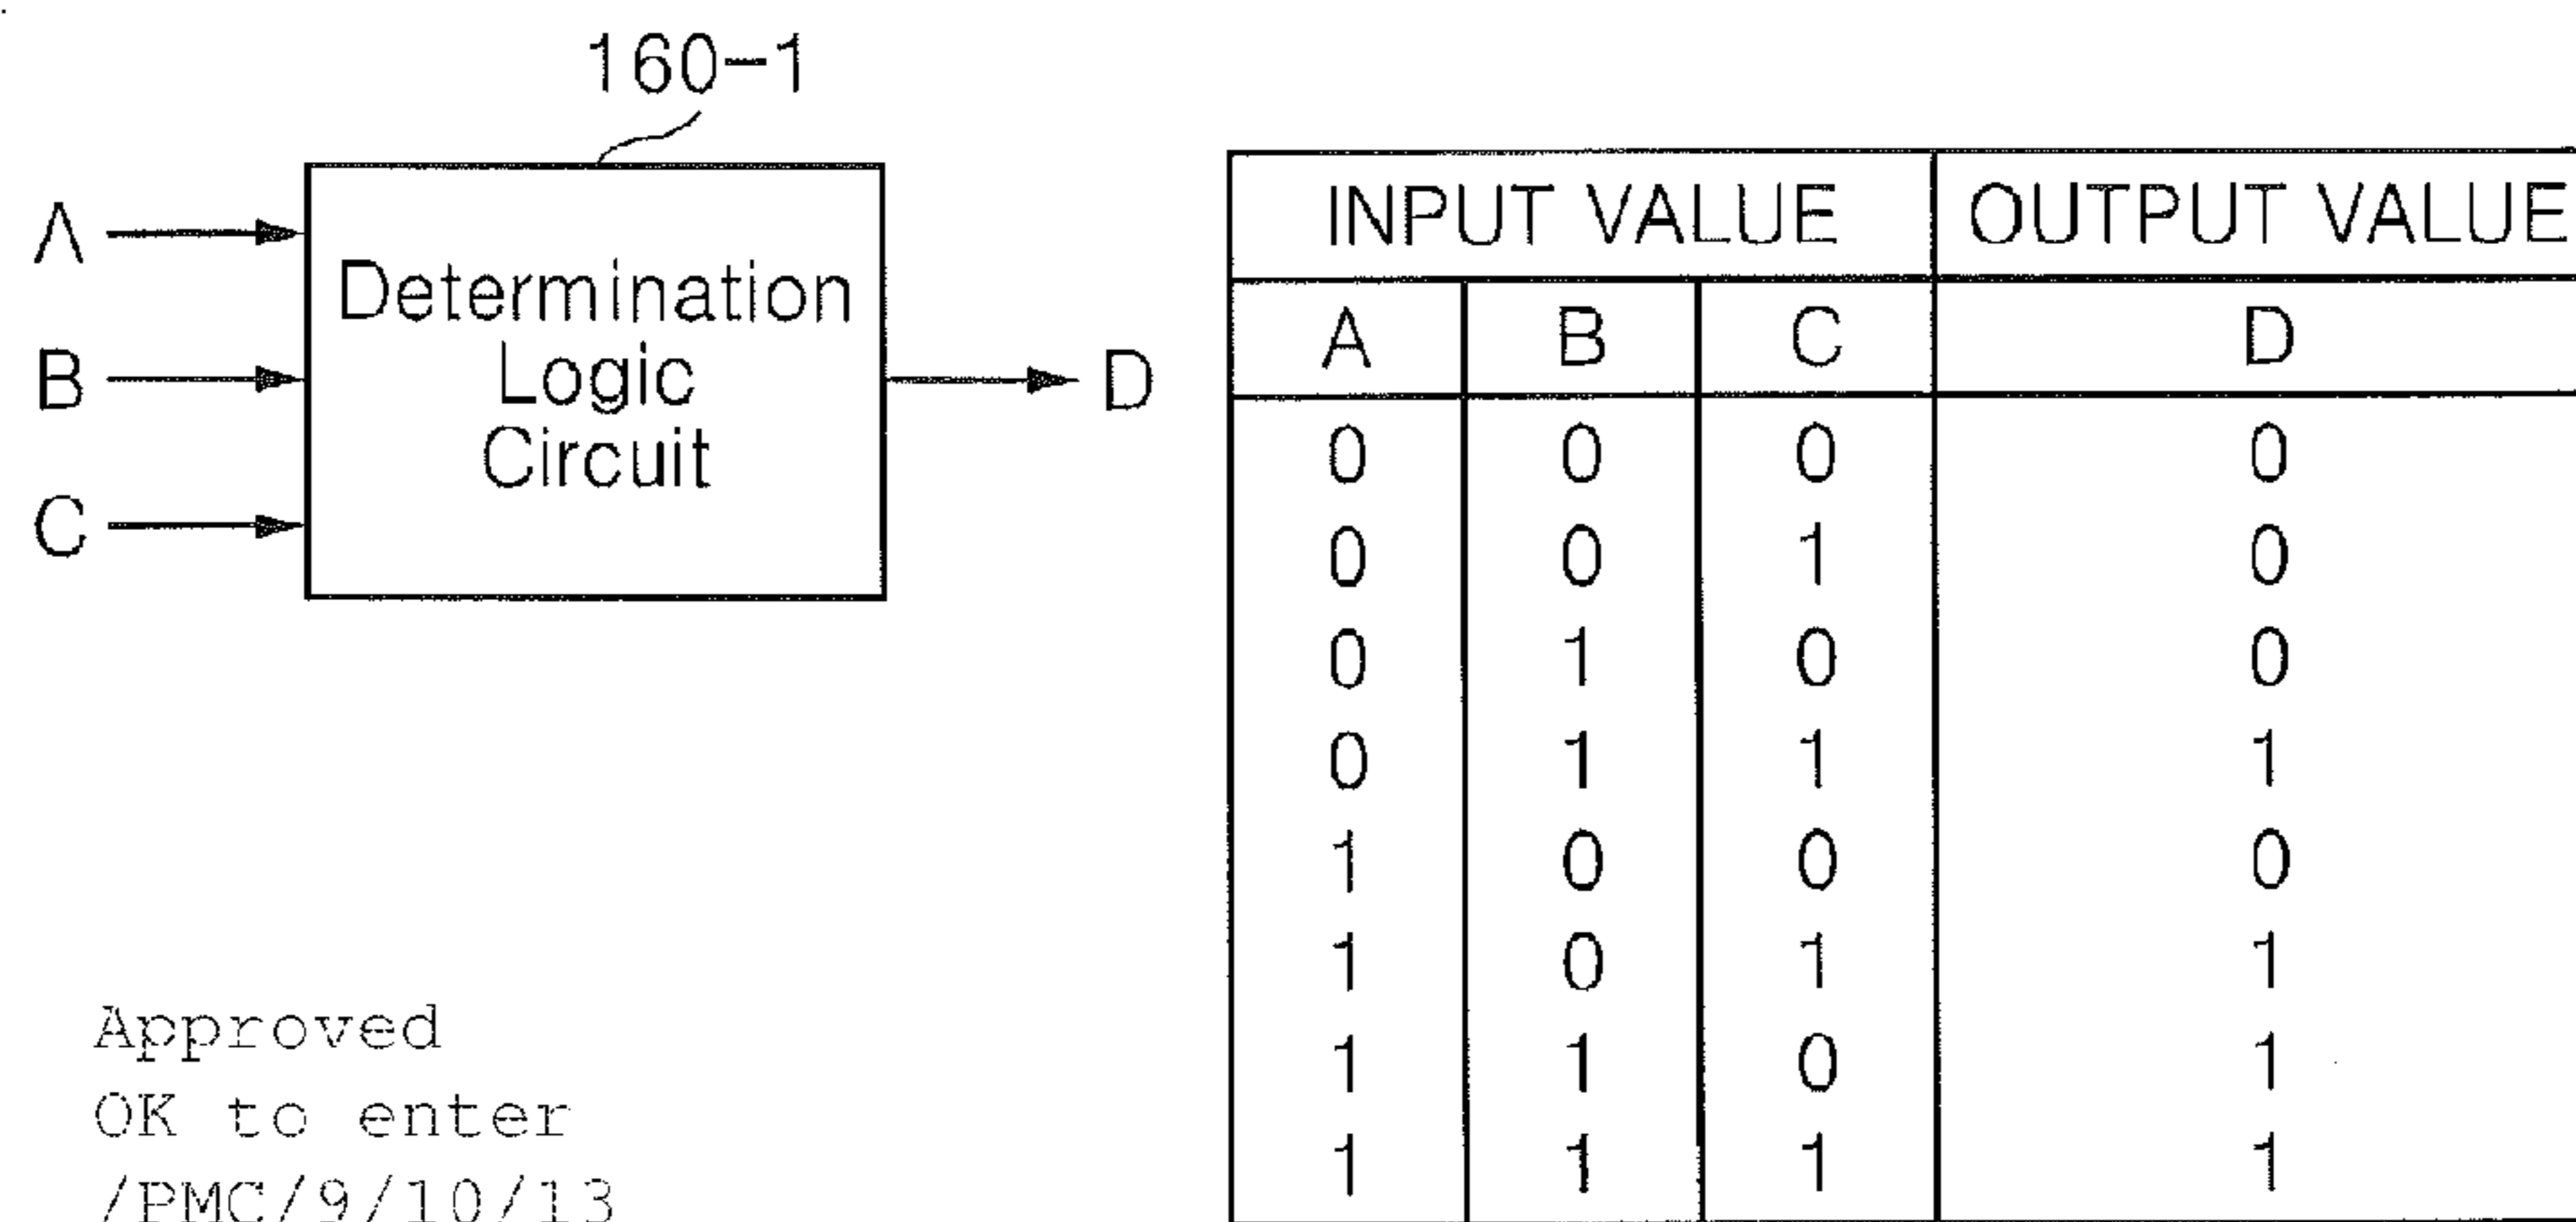 160-1
A
B
C
Determination
Logic
Circuit
D
INPUT VALUE OUTPUT VALUE
A B C D
0 0 0 0
0 0 1 0
0 1 0 0
0 1 1 1
1 0 0 0
1 0 1 1
1 1 0 1
1 1 1 1
Approved
OK to enter
/PMC/9/10/13